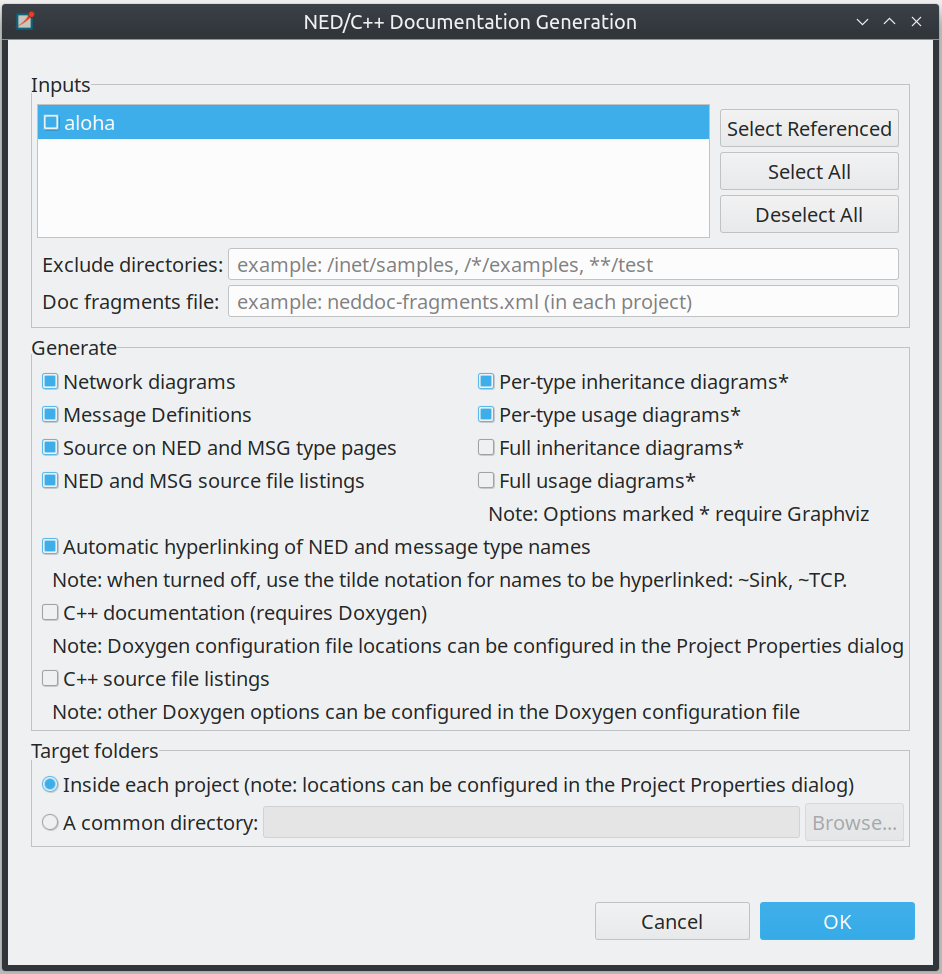 NED/C++ Documentation Generation
Inputs
aloha
Select Referenced
Select All
Deselect All
Exclude directories: example: /inet/samples, /*/examples, **/test
Doc fragments file: example: neddoc-fragments.xml (in each project)
Generate
Network diagrams
Per-type inheritance diagrams*
Message Definitions
Per-type usage diagrams*
Source on NED and MSG type pages
Full inheritance diagrams*
NED and MSG source file listings
Full usage diagrams*
Note: Options marked * require Graphviz
Automatic hyperlinking of NED and message type names
Note: when turned off, use the tilde notation for names to be hyperlinked: ~Sink, ~TCP.
C++ documentation (requires Doxygen)
Note: Doxygen configuration file locations can be configured in the Project Properties dialog
C++ source file listings
Note: other Doxygen options can be configured in the Doxygen configuration file
Target folders
Inside each project (note: locations can be configured in the Project Properties dialog)
A common directory:
Browse...
Cancel
OK